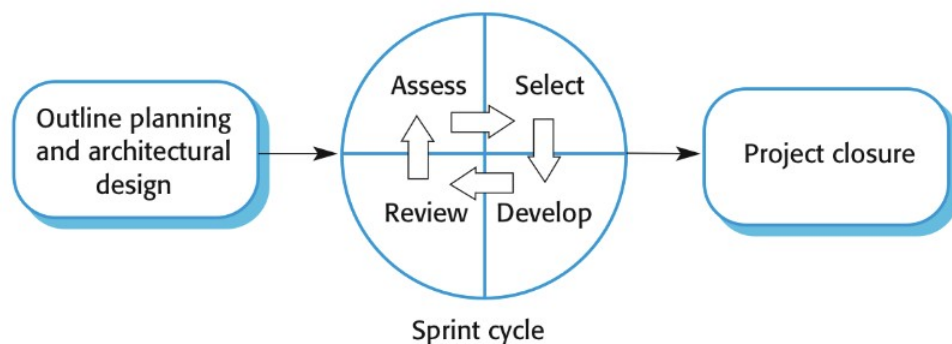 Outline planning
and architectural
design
Assess
Select
Review
Develop
Project closure
Sprint cycle